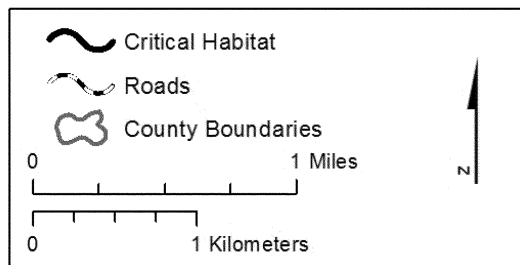 Critical Habitat
Roads
County Boundaries
0 1 Miles
0 1 Kilometers
N